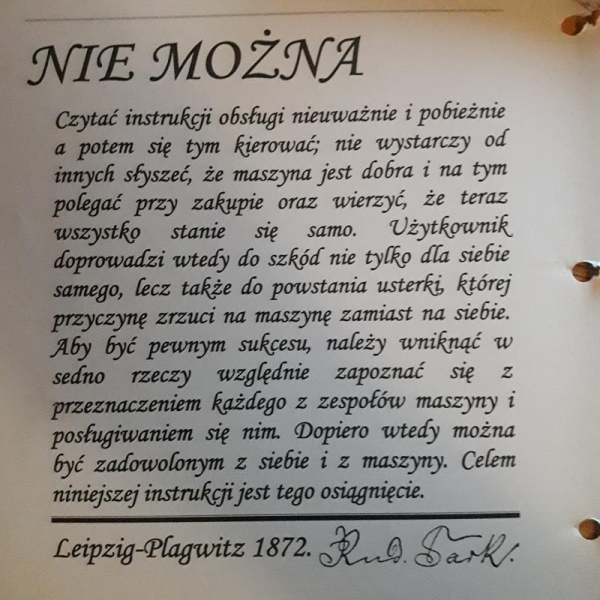 NIE MOŻNA
Czytać instrukcji obsługi nieuważnie i pobieżnie
a potem się tym kierować; nie wystarczy od
innych słyszeć, że maszyna jest dobra i na tym
polegać przy zakupie oraz wierzyć, że teraz
wszystko stanie się samo. Użytkownik
doprowadzi wtedy do szkód nie tylko dla siebie
samego, lecz także do powstania usterki, której
przyczynę zrzuci na maszynę zamiast na siebie.
Aby być pewnym sukcesu, należy wniknąć w
sedno rzeczy względnie zapoznać się z
przeznaczeniem każdego z zespołów maszyny i
posługiwaniem się nim. Dopiero wtedy można
być zadowolonym z siebie i z maszyny. Celem
niniejszej instrukcji jest tego osiągnięcie.
Leipzig-Plagwitz 1872. Rud. Sark.